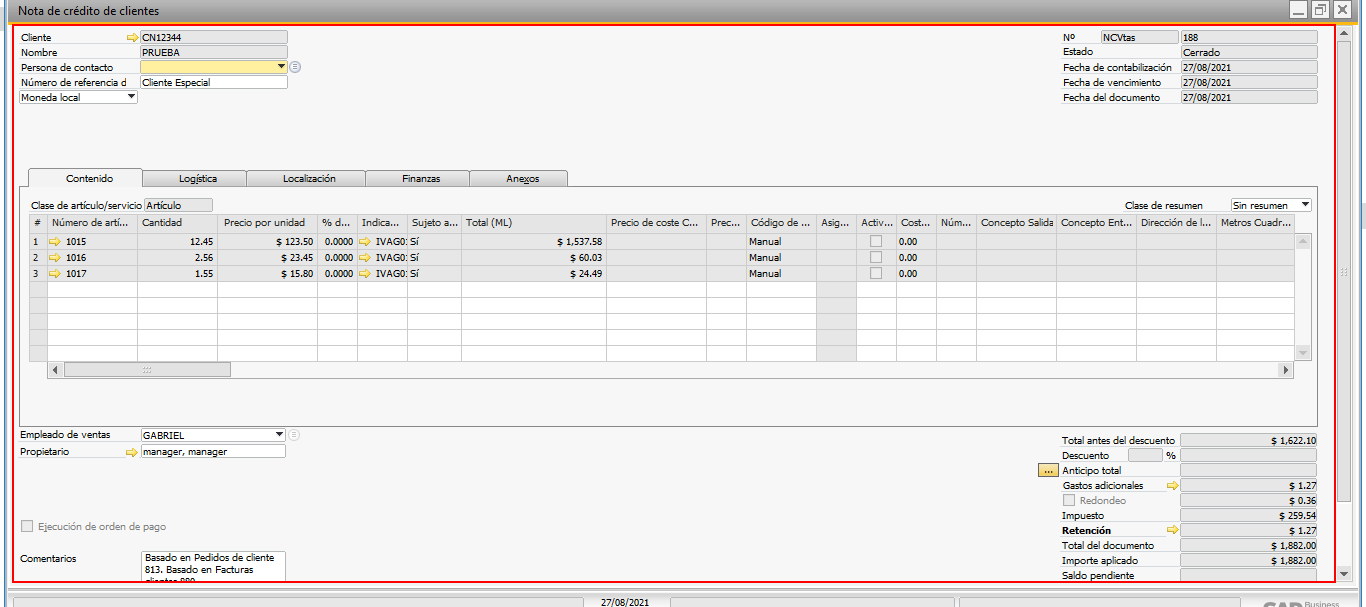 Nota de crédito de clientes
Cliente CN12344
Nombre PRUEBA
Persona de contacto
Número de referencia d Cliente Especial
Moneda local
Nº NCVtas 188
Estado Cerrado
Fecha de contabilización 27/08/2021
Fecha de vencimiento 27/08/2021
Fecha del documento 27/08/2021
Contenido Logística Localización Finanzas Anexos
Clase de artículo/servicio Artículo
Clase de resumen Sin resumen
# Número de artí... Cantidad Precio por unidad % d... Indica... Sujeto a... Total (ML) Precio de coste C... Prec... Código de ... Asig... Activ... Cost... Núm... Concepto Salida Concepto Ent... Dirección de l... Metros Cuadr...
1 1015 12.45 $ 123.50 0.0000 IVAG0: Sí $ 1,537.58 Manual 0.00
2 1016 2.56 $ 23.45 0.0000 IVAG0: Sí $ 60.03 Manual 0.00
3 1017 1.55 $ 15.80 0.0000 IVAG0: Sí $ 24.49 Manual 0.00
Empleado de ventas GABRIEL
Propietario manager, manager
Ejecución de orden de pago
Comentarios Basado en Pedidos de cliente
813. Basado en Facturas
Total antes del descuento $ 1,622.10
Descuento %
... Anticipo total
Gastos adicionales $ 1.27
Redondeo $ 0.36
Impuesto $ 259.54
Retención $ 1.27
Total del documento $ 1,882.00
Importe aplicado $ 1,882.00
Saldo pendiente
27/08/2021
SAP Business